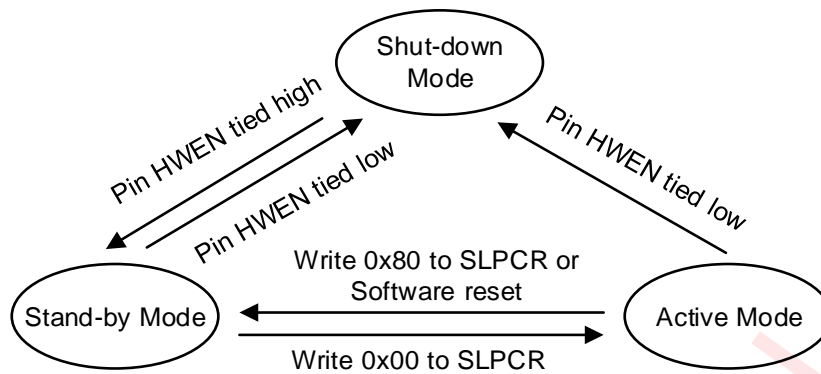 Shut-down
Mode
Pin HWEN tied high
Pin HWEN tied low
Pin HWEN tied low
Write 0x80 to SLPCR or
Software reset
Stand-by Mode
Active Mode
Write 0x00 to SLPCR